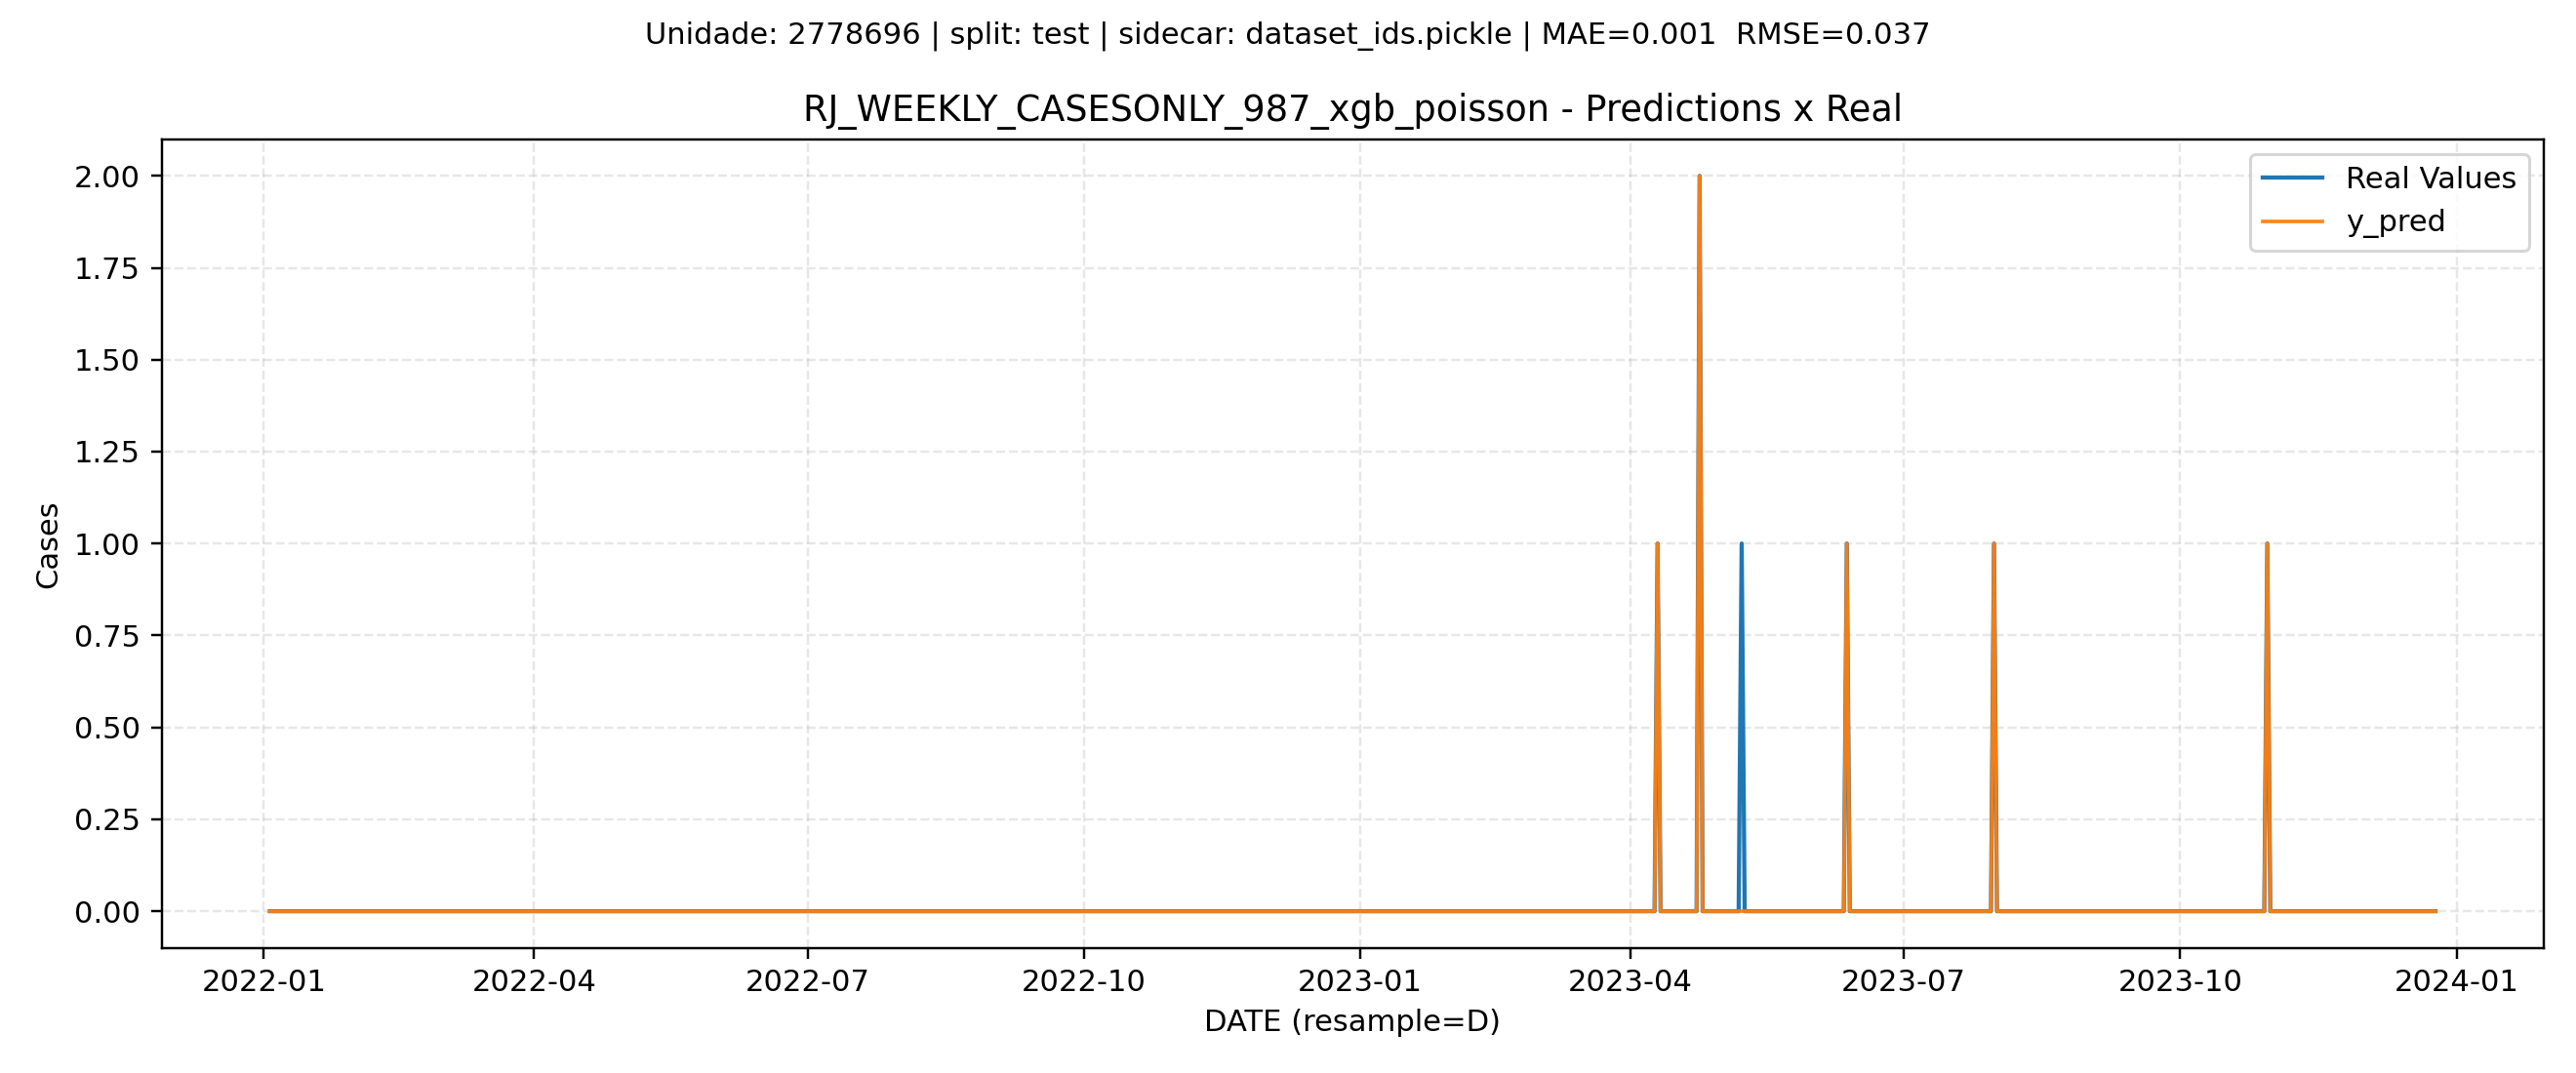 Unidade: 2778696 | split: test | sidecar: dataset_ids.pickle | MAE=0.001  RMSE=0.037
RJ_WEEKLY_CASESONLY_987_xgb_poisson - Predictions x Real
Real Values
y_pred
Cases
2.00
1.75
1.50
1.25
1.00
0.75
0.50
0.25
0.00
2022-01 2022-04 2022-07 2022-10 2023-01 2023-04 2023-07 2023-10 2024-01
DATE (resample=D)